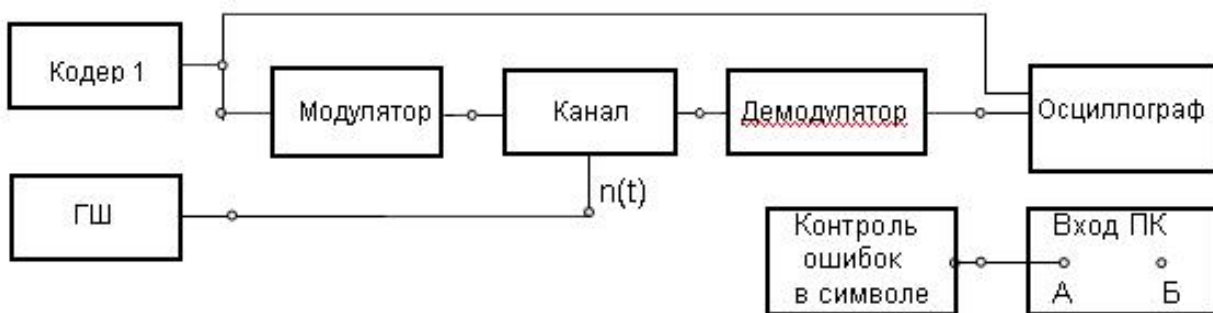 Кодер 1
Модулятор
Канал
Демодулятор
Осциллограф
ГШ
n(t)
Контроль
ошибок
в символе
Вход ПК
А
Б